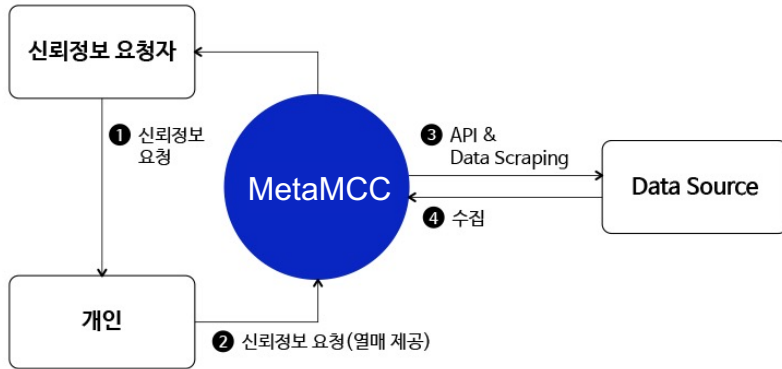 신뢰정보 요청자
❶ 신뢰정보
요청
MetaMCC
❸ API &
Data Scraping
Data Source
❹ 수집
개인
❷ 신뢰정보 요청(열매 제공)